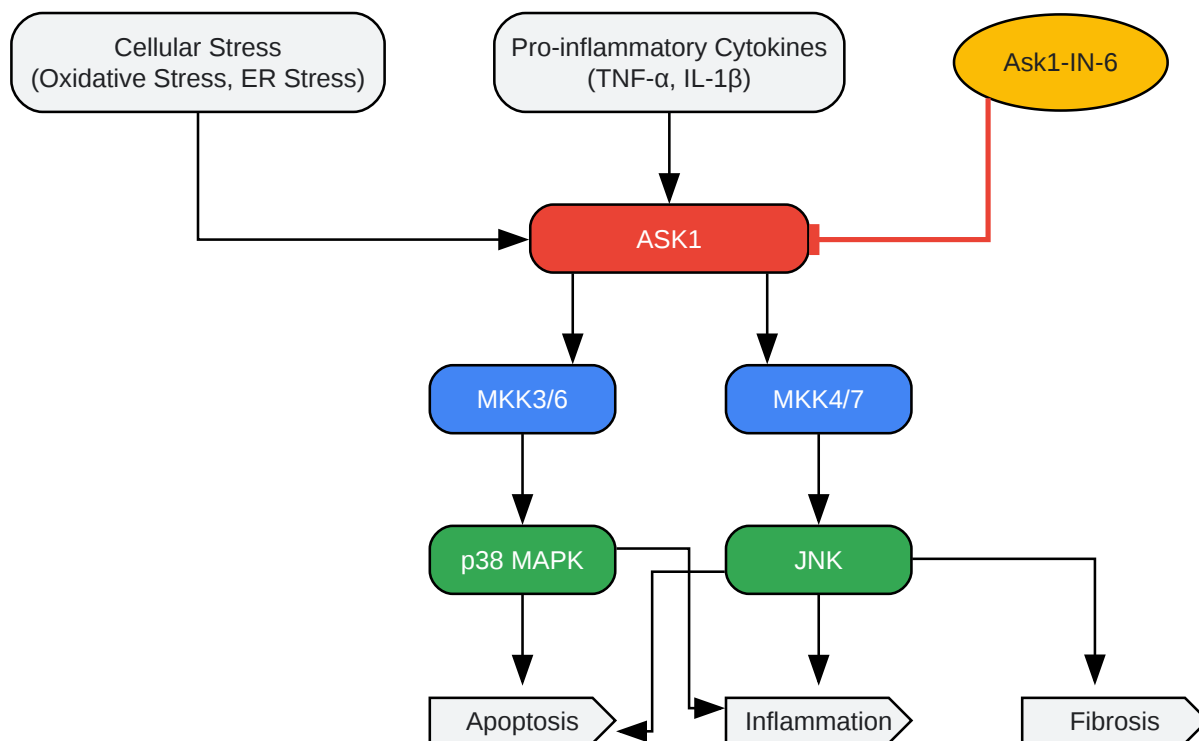 Cellular Stress
(Oxidative Stress, ER Stress)
Pro-inflammatory Cytokines
(TNF-α, IL-1β)
Ask1-IN-6
ASK1
MKK3/6
MKK4/7
p38 MAPK
JNK
Apoptosis
Inflammation
Fibrosis